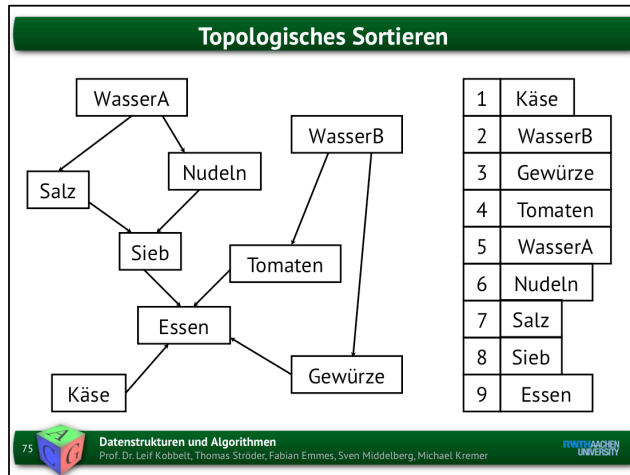 Topologisches Sortieren
WasserA
WasserB
Nudeln
Salz
Sieb
Tomaten
Essen
Gewürze
Käse
1 Käse
2 WasserB
3 Gewürze
4 Tomaten
5 WasserA
6 Nudeln
7 Salz
8 Sieb
9 Essen
75
A
C G
Datenstrukturen und Algorithmen
Prof. Dr. Leif Kobbelt, Thomas Ströder, Fabian Emmes, Sven Middelberg, Michael Kremer
RWTH AACHEN
UNIVERSITY